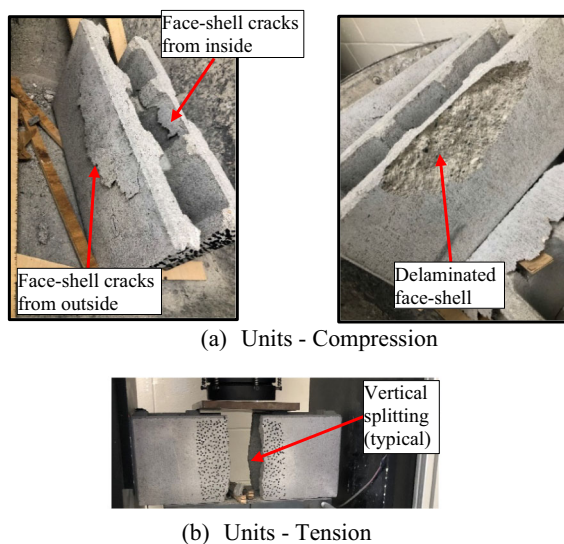 Face-shell cracks
from inside
Face-shell cracks
from outside
Delaminated
face-shell
(a) Units - Compression
Vertical
splitting
(typical)
(b) Units - Tension